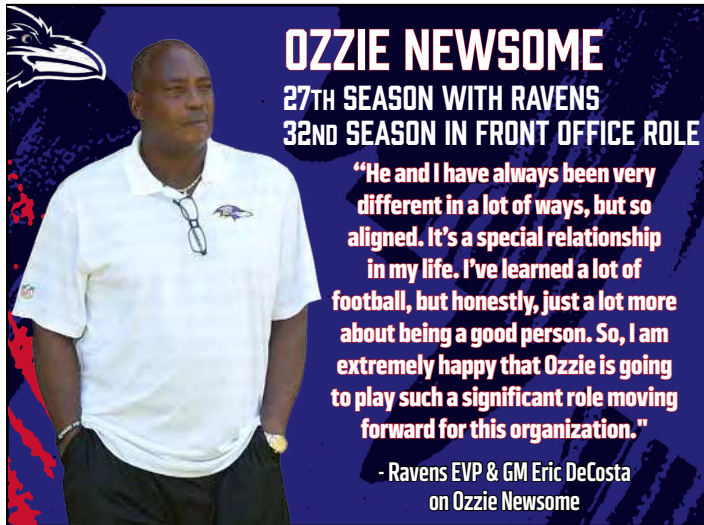 OZZIE NEWSOME
27TH SEASON WITH RAVENS
32ND SEASON IN FRONT OFFICE ROLE
“He and I have always been very
different in a lot of ways, but so
aligned. It’s a special relationship
in my life. I’ve learned a lot of
football, but honestly, just a lot more
about being a good person. So, I am
extremely happy that Ozzie is going
to play such a significant role moving
forward for this organization."
- Ravens EVP & GM Eric DeCosta
on Ozzie Newsome